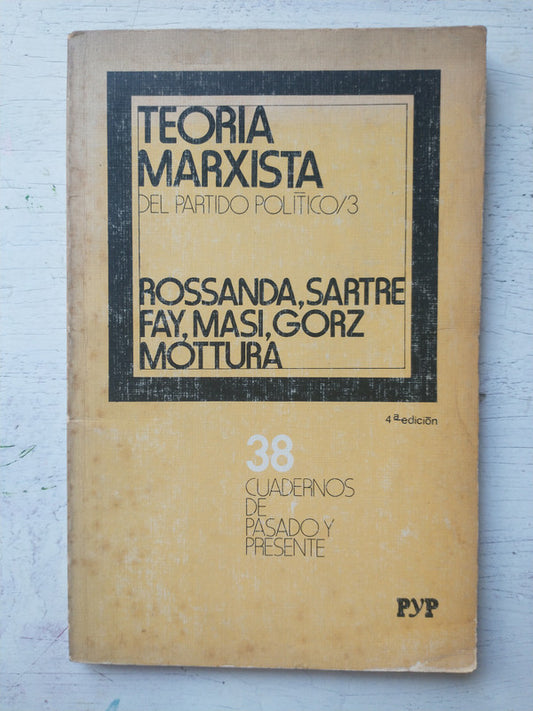 TEORIA
MARXISTA
DEL PARTIDO POLÍTICO/3
ROSSANDA, SARTRE
FAY, MASI, GORZ
MOTTURA
4ª edición
38
CUADERNOS
DE
PASADO Y
PRESENTE
PYP